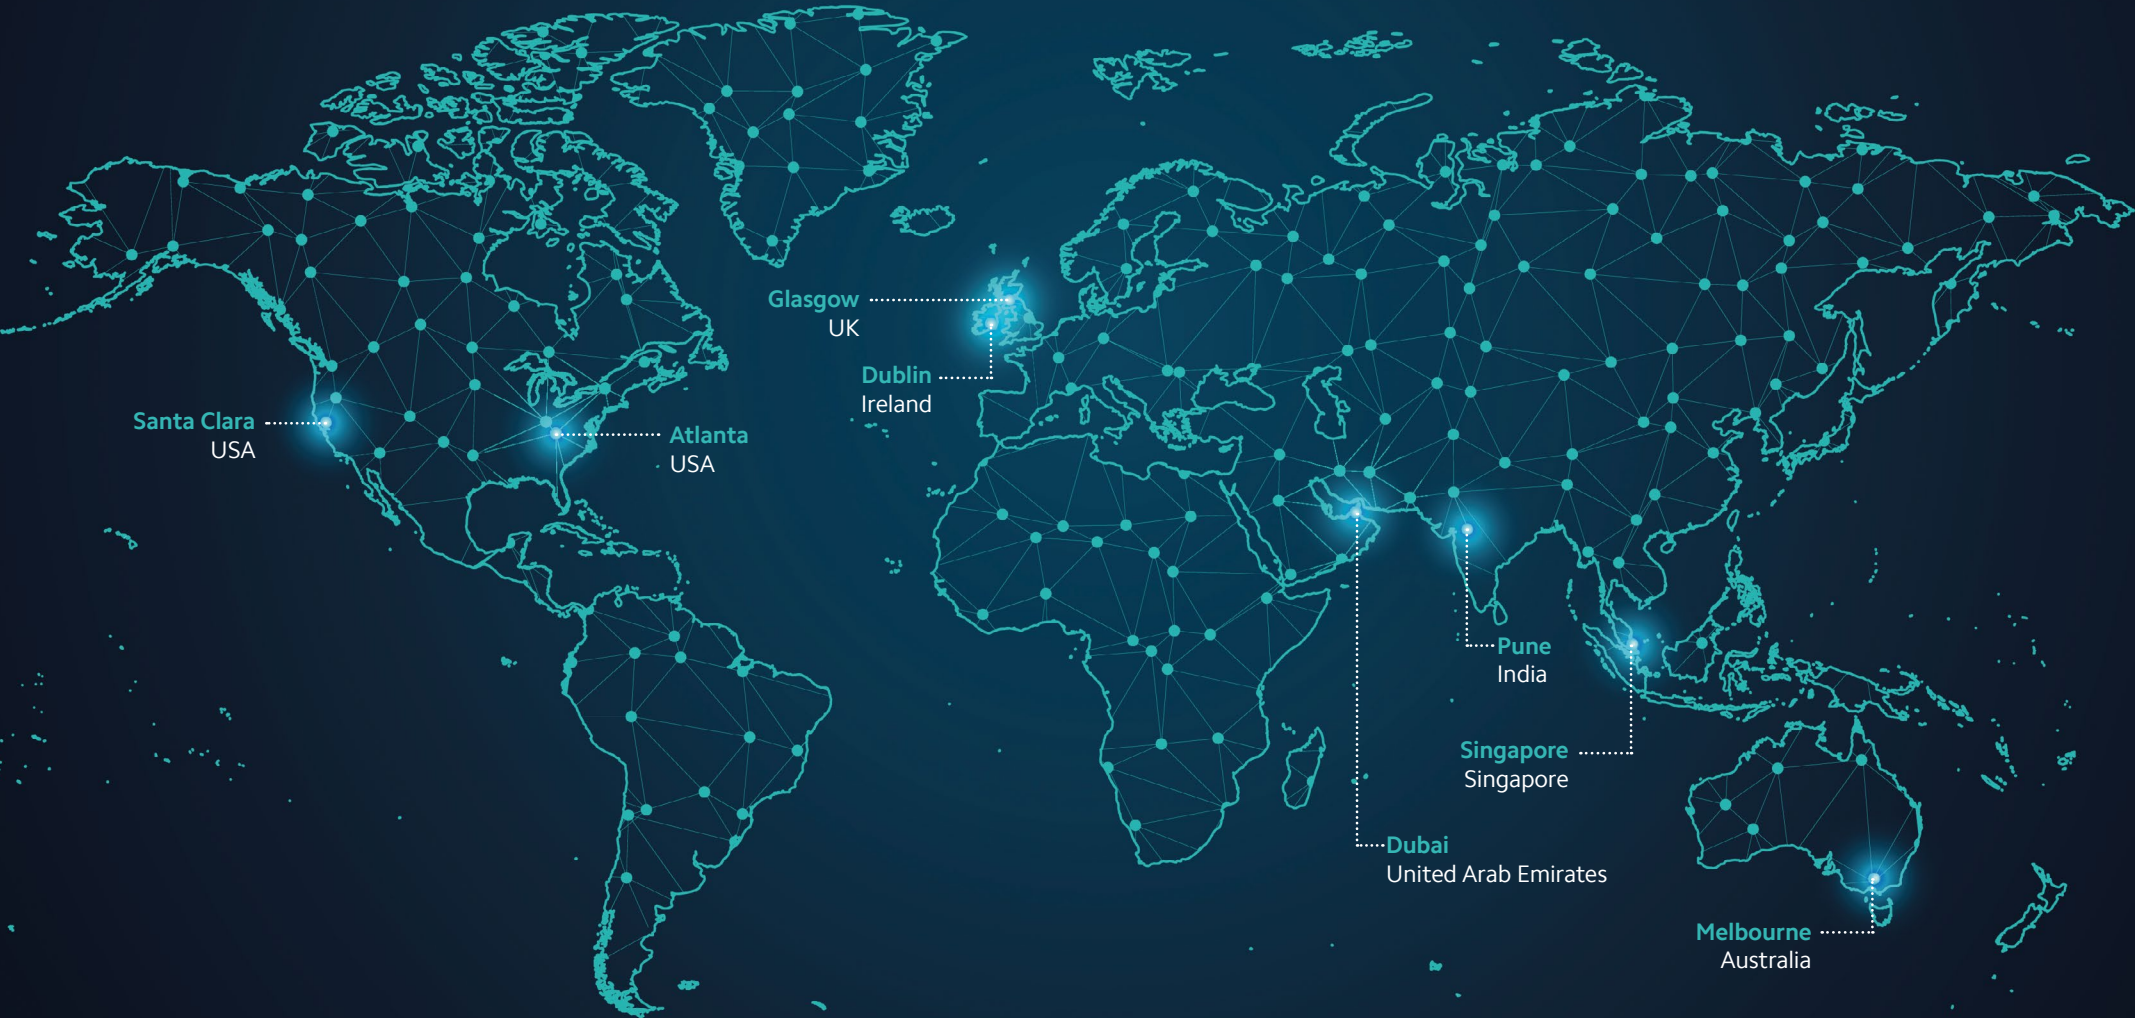 Glasgow
UK
Dublin
Ireland
Santa Clara
USA
Atlanta
USA
Pune
India
Singapore
Singapore
Dubai
United Arab Emirates
Melbourne
Australia